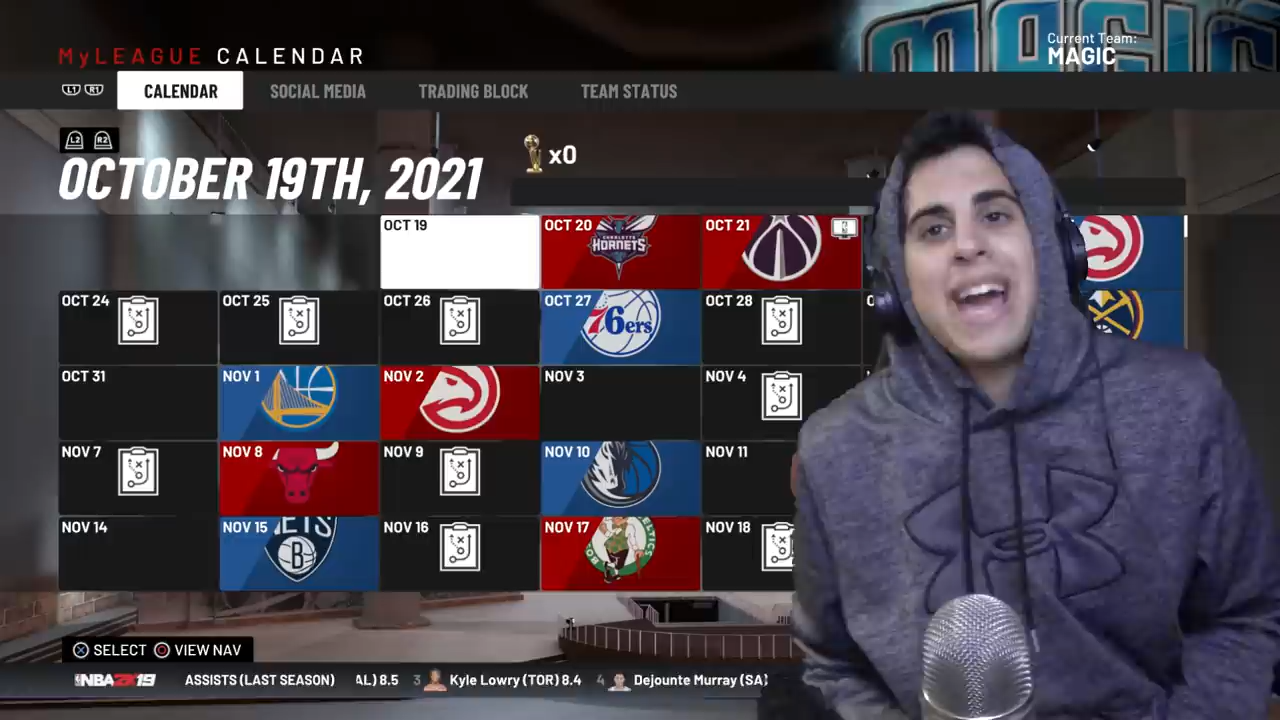 MyLEAGUE CALENDAR
Current Team:
MAGIC
MAGIC
L1 R1 CALENDAR SOCIAL MEDIA TRADING BLOCK TEAM STATUS
L2 R2
OCTOBER 19TH, 2021
x0
OCT 19 OCT 20 CHARLOTTE HORNETS OCT 21
OCT 24 OCT 25 OCT 26 OCT 27 76ers OCT 28
OCT 31 NOV 1 NOV 2 NOV 3 NOV 4
NOV 7 NOV 8 NOV 9 NOV 10 NOV 11
NOV 14 NOV 15 B NOV 16 NOV 17 CELTICS NOV 18
SELECT VIEW NAV
NBA2K19 ASSISTS (LAST SEASON) AL) 8.5 3 Kyle Lowry (TOR) 8.4 4 Dejounte Murray (SA)